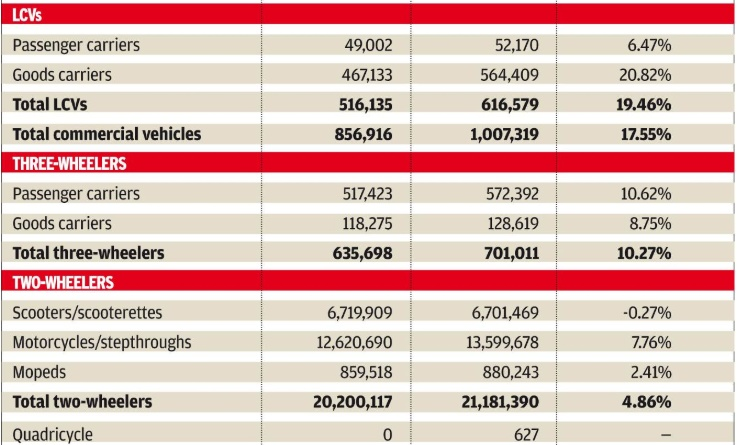 LCVs
Passenger carriers 49,002 52,170 6.47%
Goods carriers 467,133 564,409 20.82%
Total LCVs 516,135 616,579 19.46%
Total commercial vehicles 856,916 1,007,319 17.55%
THREE-WHEELERS
Passenger carriers 517,423 572,392 10.62%
Goods carriers 118,275 128,619 8.75%
Total three-wheelers 635,698 701,011 10.27%
TWO-WHEELERS
Scooters/scooterettes 6,719,909 6,701,469 -0.27%
Motorcycles/stepthroughs 12,620,690 13,599,678 7.76%
Mopeds 859,518 880,243 2.41%
Total two-wheelers 20,200,117 21,181,390 4.86%
Quadricycle 0 627 –